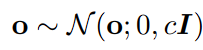 o ∼ 𝒩(o; 0, cI)